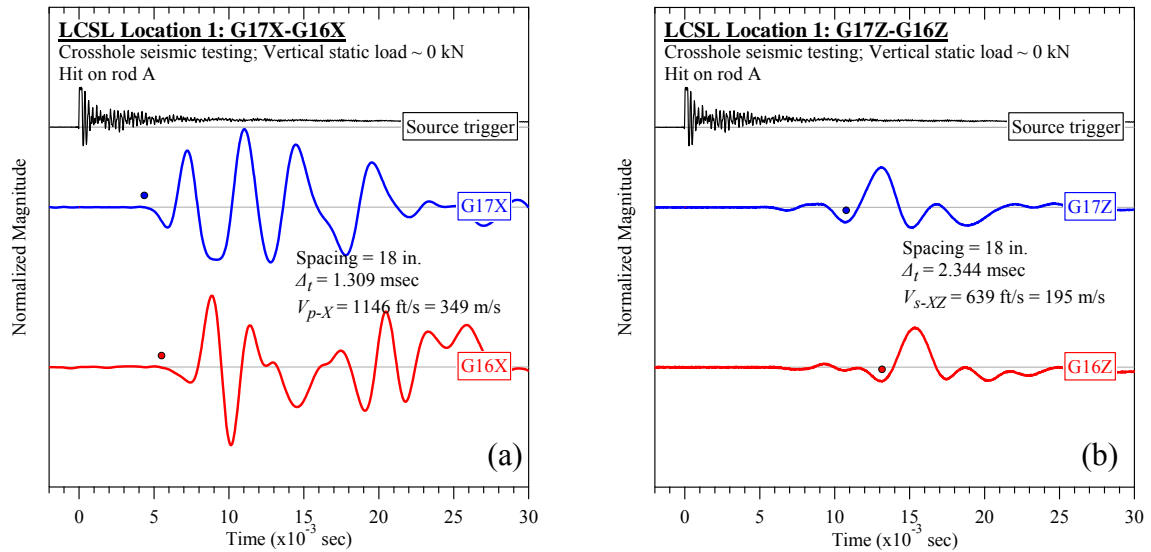 LCSL Location 1: G17X-G16X
Crosshole seismic testing; Vertical static load ~ 0 kN
Hit on rod A
Source trigger
G17X
Spacing = 18 in.
Δt = 1.309 msec
Vp-X = 1146 ft/s = 349 m/s
G16X
(a)
Normalized Magnitude
0 5 10 15 20 25 30
Time (x10-3 sec)
LCSL Location 1: G17Z-G16Z
Crosshole seismic testing; Vertical static load ~ 0 kN
Hit on rod A
Source trigger
G17Z
Spacing = 18 in.
Δt = 2.344 msec
Vs-XZ = 639 ft/s = 195 m/s
G16Z
(b)
Normalized Magnitude
0 5 10 15 20 25 30
Time (x10-3 sec)